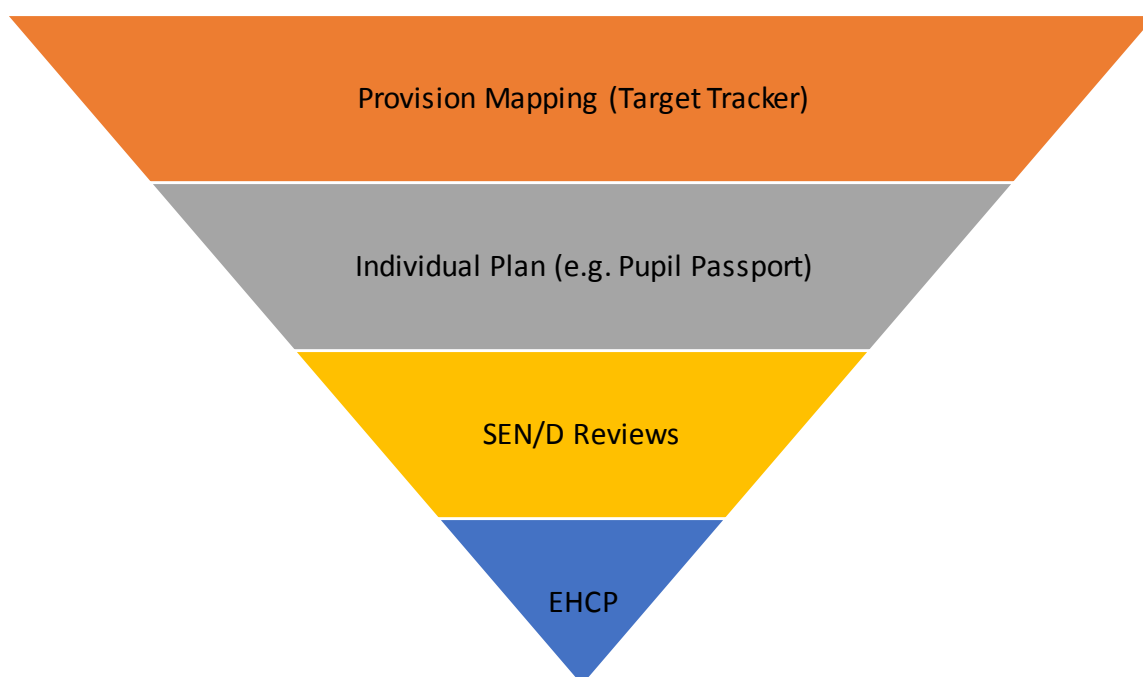 Provision Mapping (Target Tracker)
Individual Plan (e.g. Pupil Passport)
SEN/D Reviews
EHCP